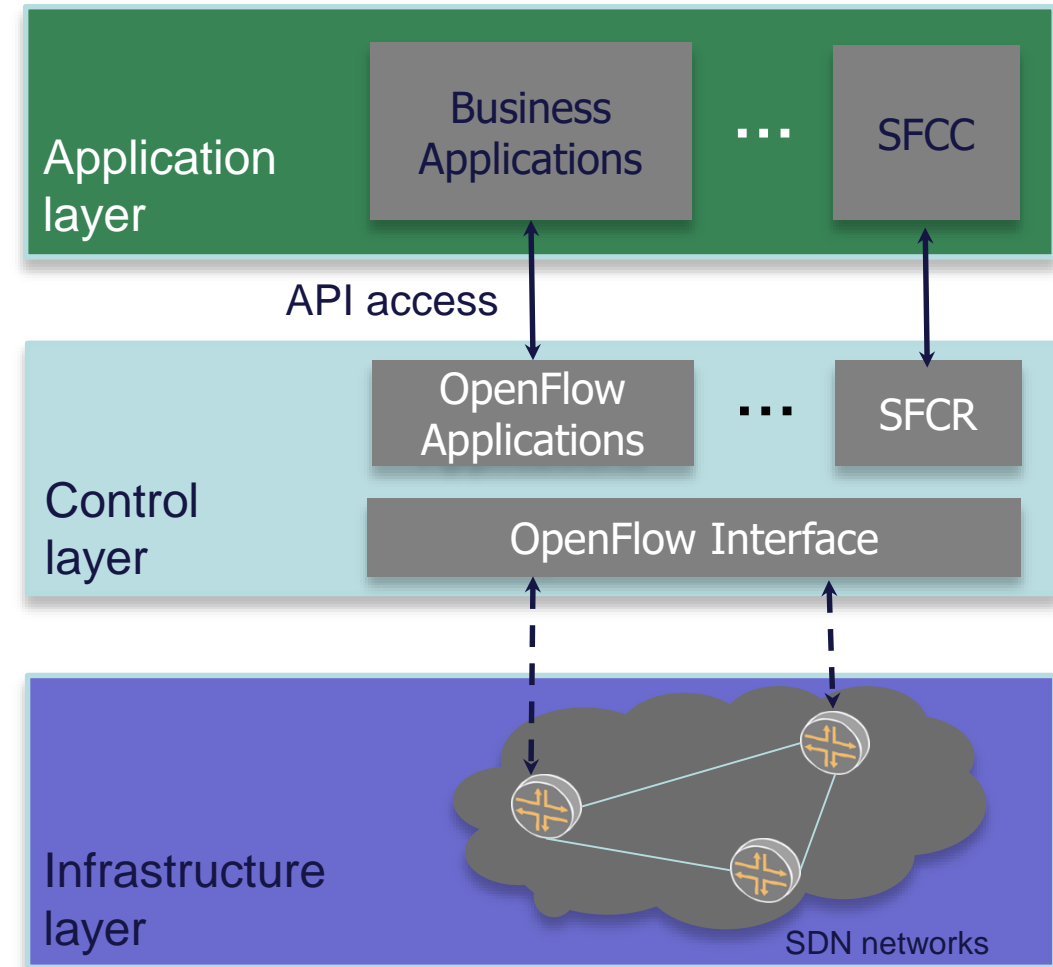 Business
Applications
...
SFCC
Application
layer
API access
OpenFlow
Applications
...
SFCR
Control
layer
OpenFlow Interface
Infrastructure
layer
SDN networks